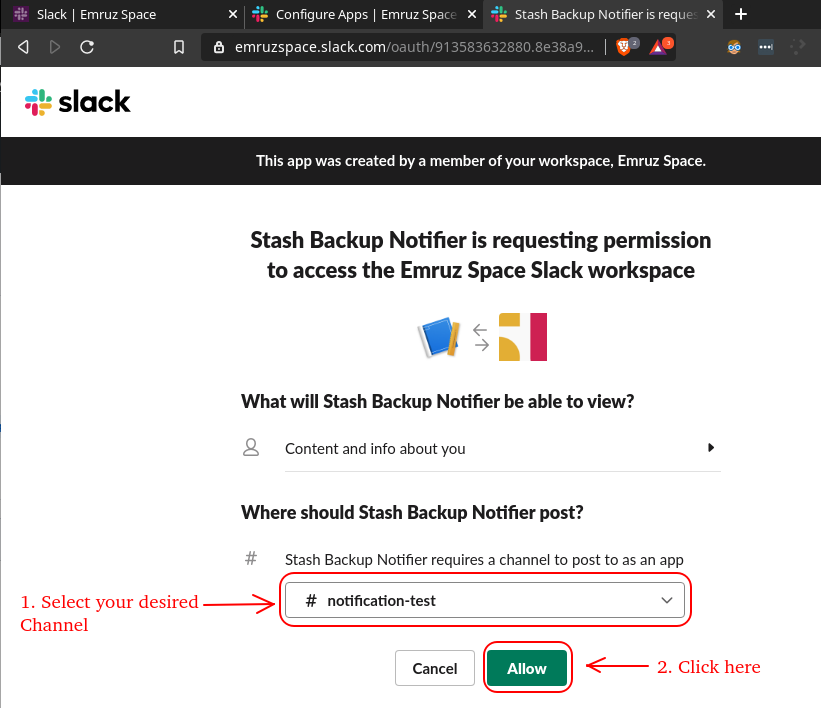 Slack | Emruz Space
Configure Apps | Emruz Space
Stash Backup Notifier is reques
emruzspace.slack.com/oauth/913583632880.8e38a9...
2
3
slack
This app was created by a member of your workspace, Emruz Space.
Stash Backup Notifier is requesting permission
to access the Emruz Space Slack workspace
What will Stash Backup Notifier be able to view?
Content and info about you
Where should Stash Backup Notifier post?
# Stash Backup Notifier requires a channel to post to as an app
1. Select your desired
Channel
# notification-test
Cancel
Allow
2. Click here